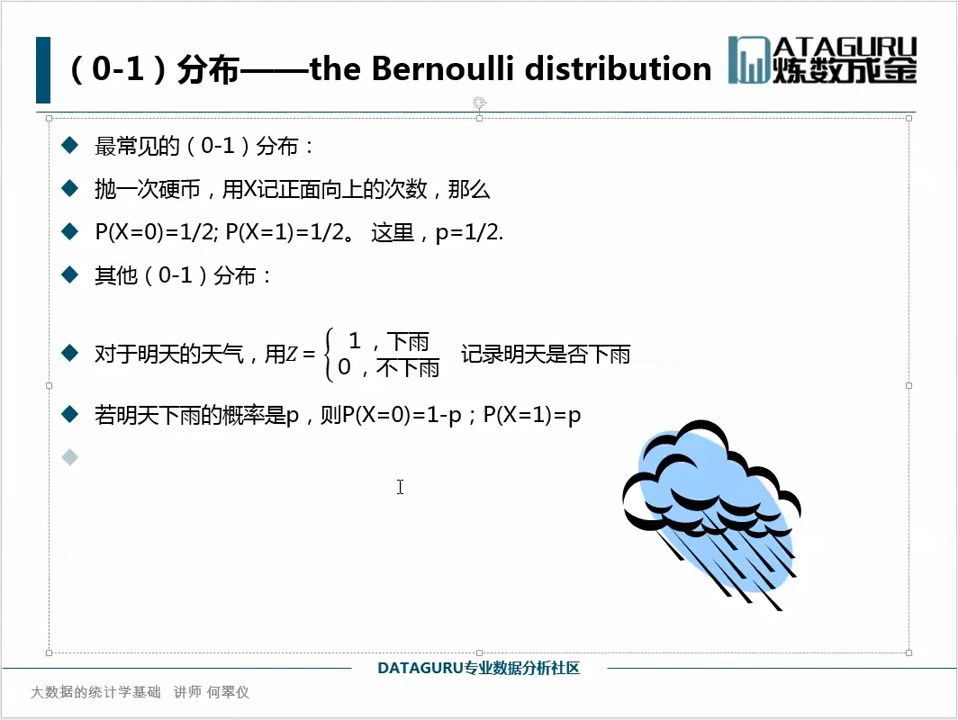 （0-1）分布——the Bernoulli distribution
DATAGURU
炼数成金
最常见的（0-1）分布：
抛一次硬币，用X记正面向上的次数，那么
P(X=0)=1/2; P(X=1)=1/2。 这里，p=1/2.
其他（0-1）分布：
对于明天的天气，用Z = { 1 ，下雨 0 ，不下雨 记录明天是否下雨
若明天下雨的概率是p，则P(X=0)=1-p；P(X=1)=p
DATAGURU专业数据分析社区
大数据的统计学基础 讲师 何翠仪